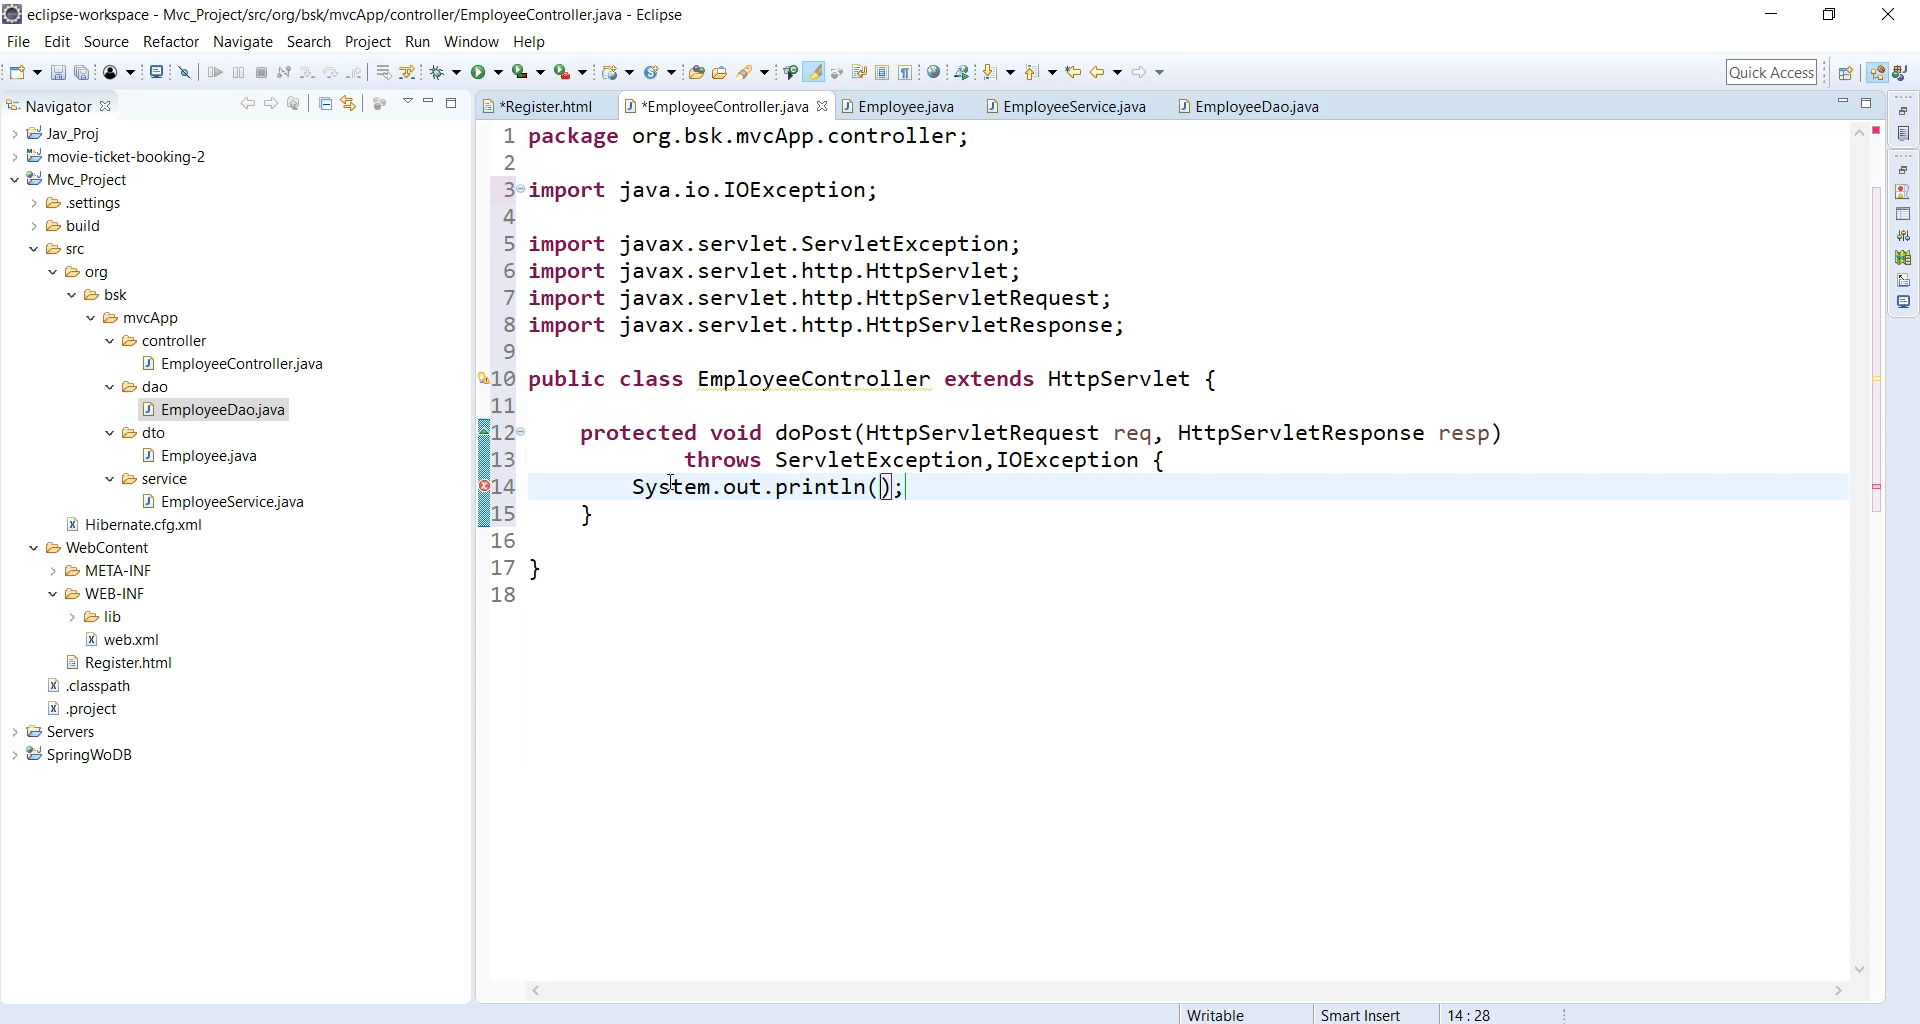 eclipse-workspace - Mvc_Project/src/org/bsk/mvcApp/controller/EmployeeController.java - Eclipse
File Edit Source Refactor Navigate Search Project Run Window Help
Quick Access
Navigator
*Register.html *EmployeeController.java Employee.java EmployeeService.java EmployeeDao.java
Jav_Proj
movie-ticket-booking-2
Mvc_Project
.settings
build
src
org
bsk
mvcApp
controller
EmployeeController.java
dao
EmployeeDao.java
dto
Employee.java
service
EmployeeService.java
Hibernate.cfg.xml
WebContent
META-INF
WEB-INF
lib
web.xml
Register.html
.classpath
.project
Servers
SpringWoDB
1 package org.bsk.mvcApp.controller;
2
3 import java.io.IOException;
4
5 import javax.servlet.ServletException;
6 import javax.servlet.http.HttpServlet;
7 import javax.servlet.http.HttpServletRequest;
8 import javax.servlet.http.HttpServletResponse;
9
10 public class EmployeeController extends HttpServlet {
11
12 protected void doPost(HttpServletRequest req, HttpServletResponse resp)
13 throws ServletException,IOException {
14 System.out.println();
15 }
16
17 }
18
Writable Smart Insert 14 : 28